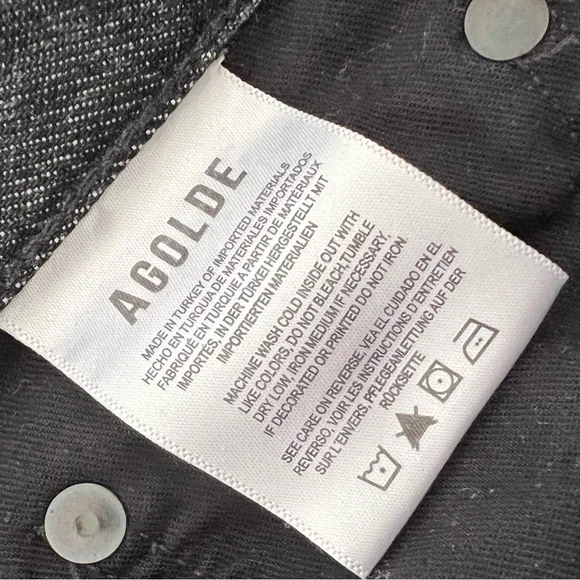 AGOLDE
MADE IN TURKEY OF IMPORTED MATERIALS
HECHO EN TURQUIA DE MATERIALES IMPORTADOS
FABRIQUÉ EN TURQUIE A PARTIR DE MATÉRIAUX
IMPORTES, IN DER TÜRKEI HERGESTELLT MIT
IMPORTIERTEN MATERIALIEN
MACHINE WASH COLD INSIDE OUT WITH
LIKE COLORS, DO NOT BLEACH,TUMBLE
DRY LOW, IRON MEDIUM IF NECESSARY,
IF DECORATED OR PRINTED DO NOT IRON.
SEE CARE ON REVERSE, VEA EL CUIDADO EN EL
REVERSO, VOIR LES INSTRUCTIONS D'ENTRETIEN
SUR L'ENVERS, PFLEGEANLEITUNG AUF DER
RÜCKSETTE